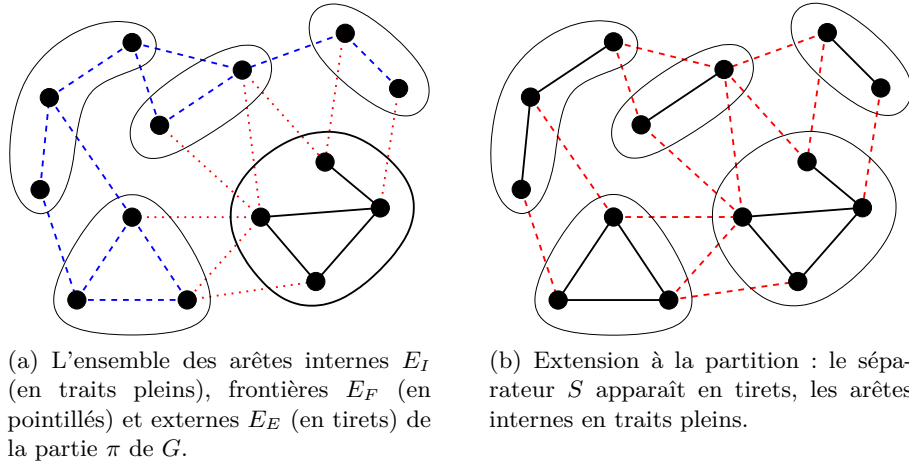 (a) L'ensemble des arêtes internes E_I
(en traits pleins), frontières E_F (en
pointillés) et externes E_E (en tirets) de
la partie π de G.
(b) Extension à la partition : le sépa-
rateur S apparaît en tirets, les arêtes
internes en traits pleins.